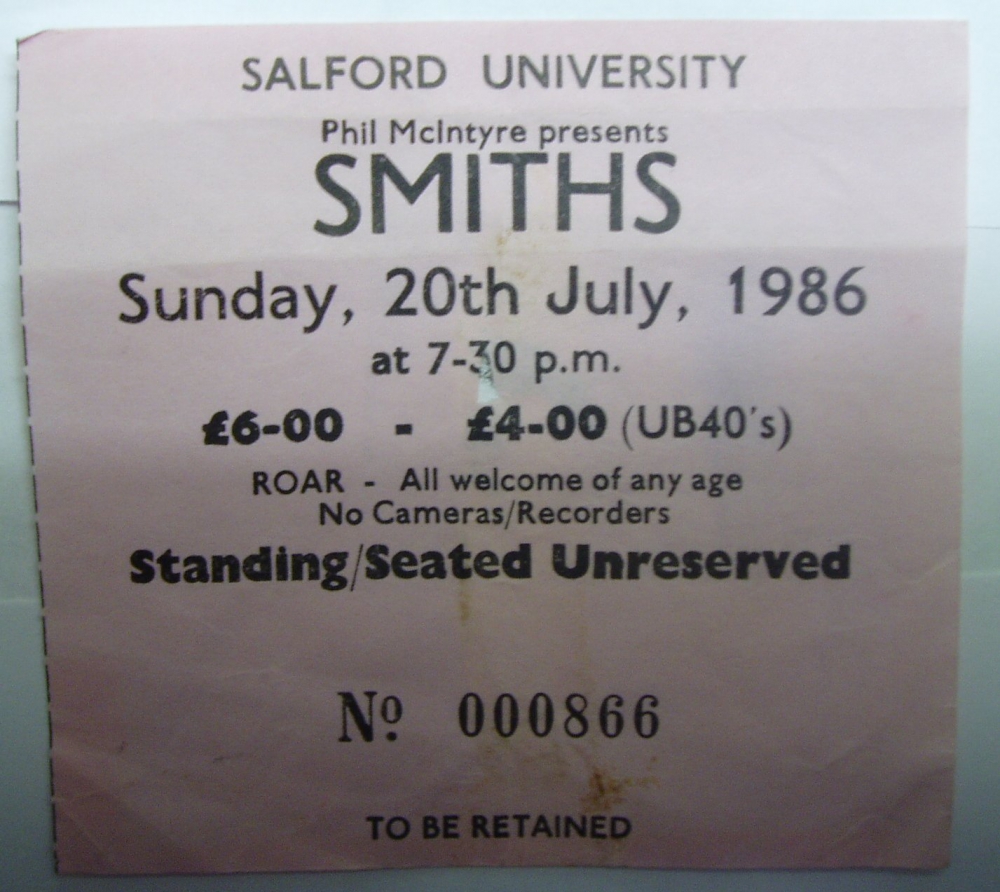 SALFORD UNIVERSITY
Phil McIntyre presents
SMITHS
Sunday, 20th July, 1986
at 7-30 p.m.
£6-00 - £4-00 (UB40's)
ROAR - All welcome of any age
No Cameras/Recorders
Standing/Seated Unreserved
Nº 000866
TO BE RETAINED